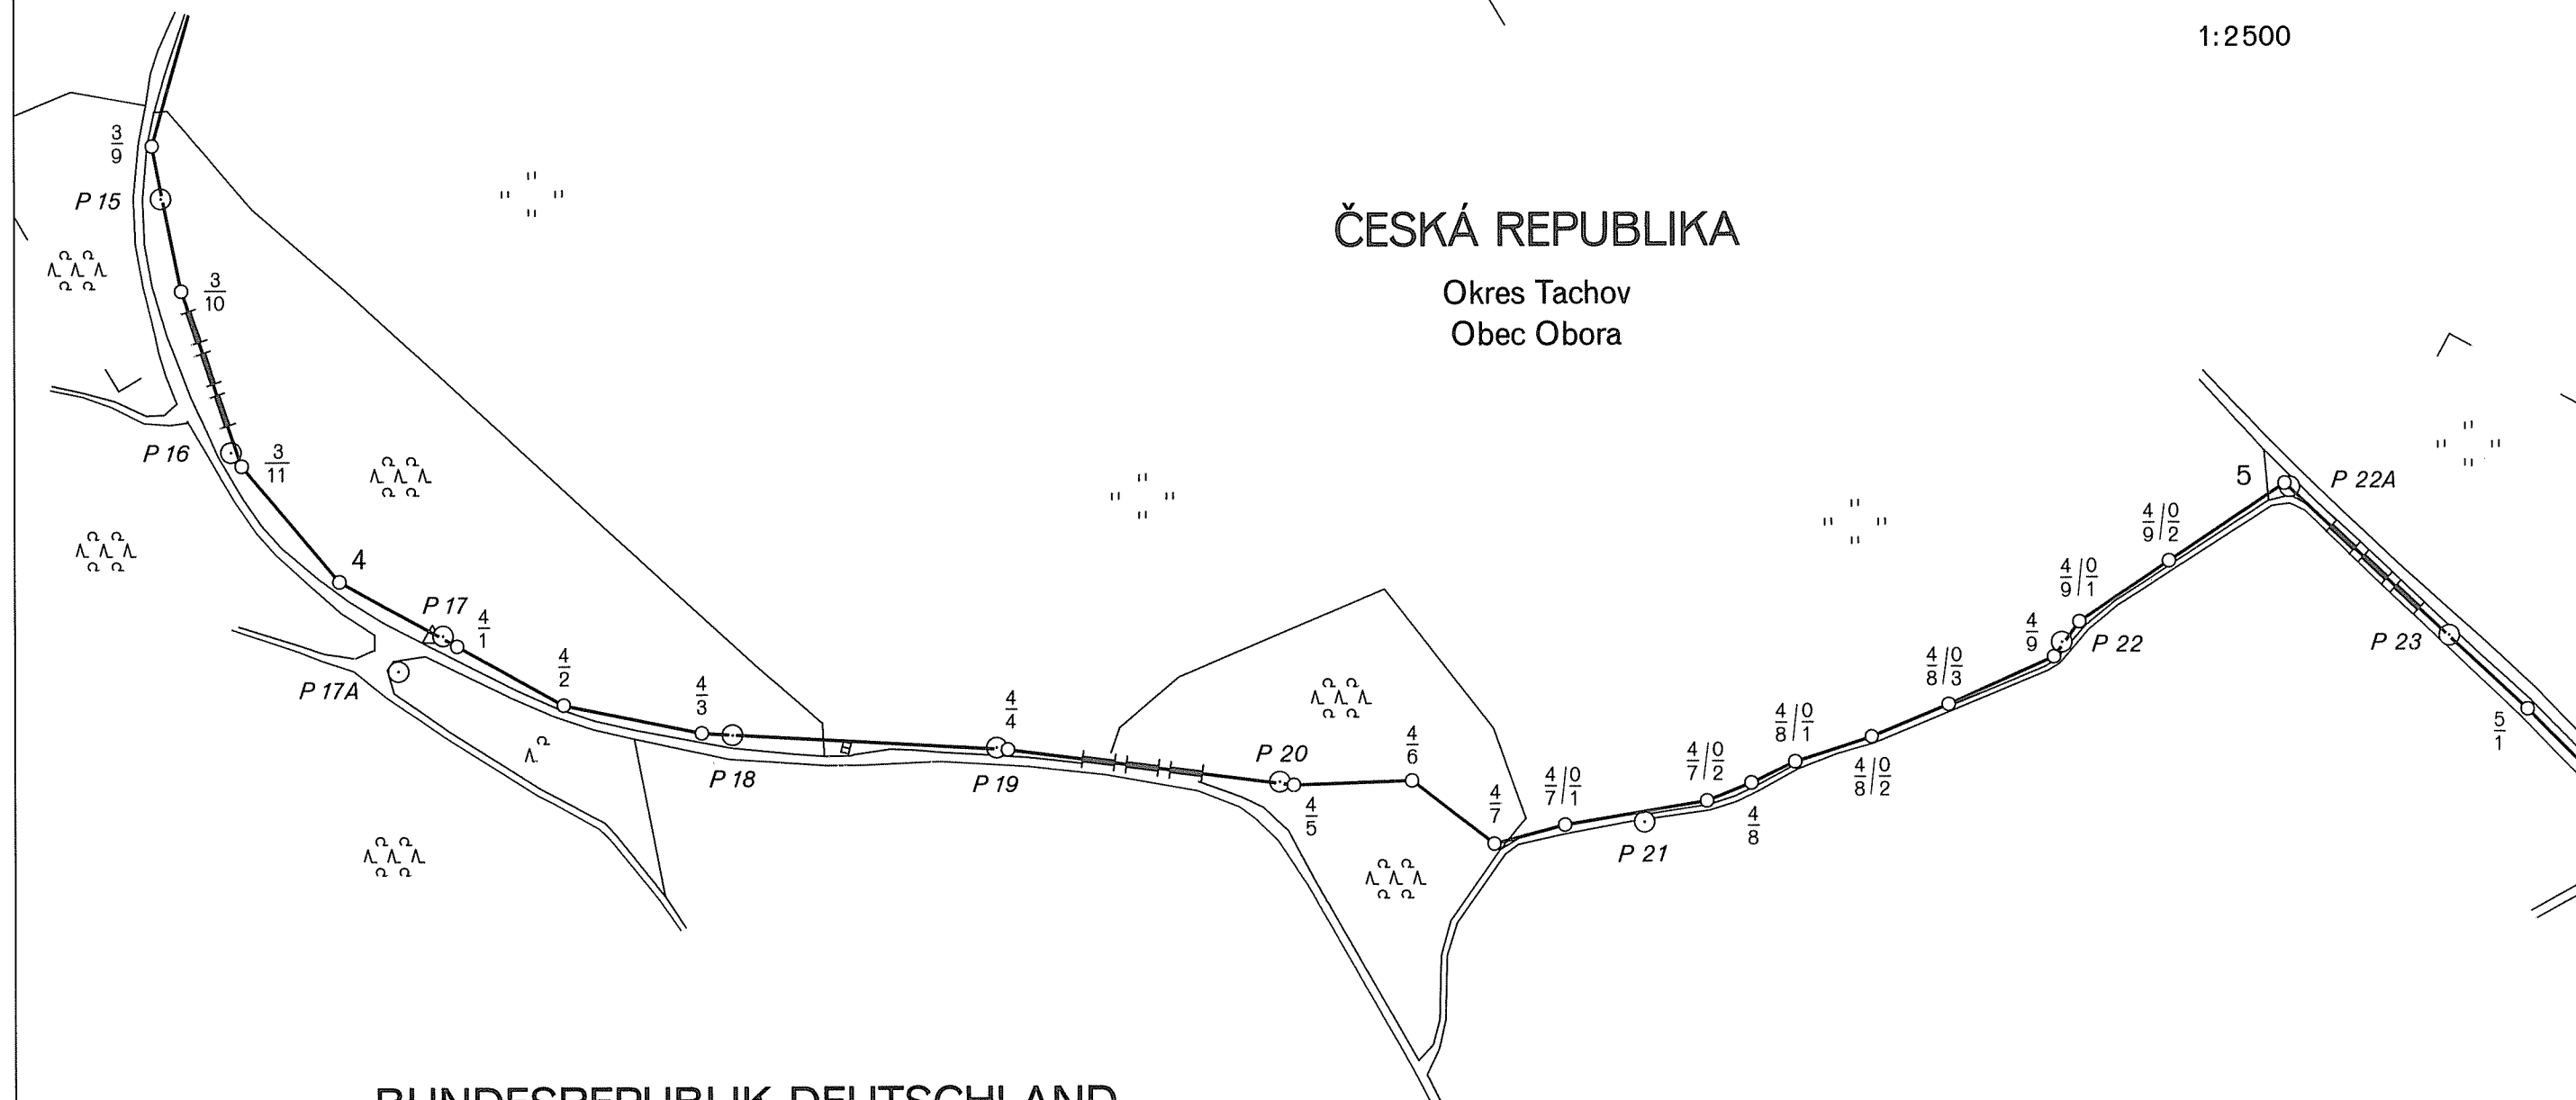 1:2500
3/9
P 15
ČESKÁ REPUBLIKA
Okres Tachov
Obec Obora
3/10
P 16
3/11
4
P 17
4/1
P 17A
4/2
4/3
P 18
4/4
P 19
P 20
4/5
4/6
4/7
4/7/0/1
P 21
4/7/0/2
4/8
4/8/0/1
4/8/0/2
4/8/0/3
4/9
P 22
4/9/0/1
4/9/0/2
5
P 22A
P 23
5/1
BUNDESREPUBLIK DEUTSCHLAND